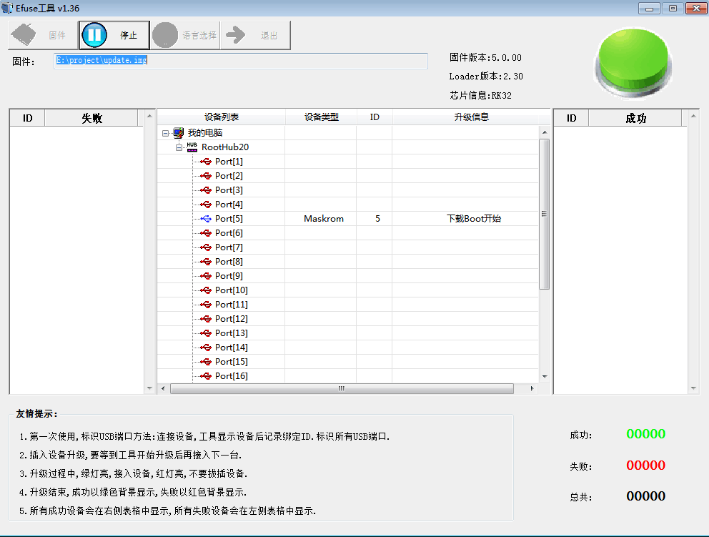 Efuse工具 v1.36
固件 停止 语言选择 退出
固件: E:\project\update.img
固件版本:5.0.00
Loader版本:2.30
芯片信息:RK32
ID 失败
设备列表 设备类型 ID 升级信息
ID 成功
我的电脑
RootHub20
Port[1]
Port[2]
Port[3]
Port[4]
Port[5] Maskrom 5 下载Boot开始
Port[6]
Port[7]
Port[8]
Port[9]
Port[10]
Port[11]
Port[12]
Port[13]
Port[14]
Port[15]
Port[16]
友情提示:
1.第一次使用,标识USB端口方法:连接设备,工具显示设备后记录绑定ID.标识所有USB端口.
2.插入设备升级,要等到工具开始升级后再接入下一台.
3.升级过程中,绿灯亮,接入设备,红灯亮,不要拔插设备.
4.升级结束,成功以绿色背景显示,失败以红色背景显示.
5.所有成功设备会在右侧表格中显示,所有失败设备会在左侧表格中显示.
成功: 00000
失败: 00000
总共: 00000